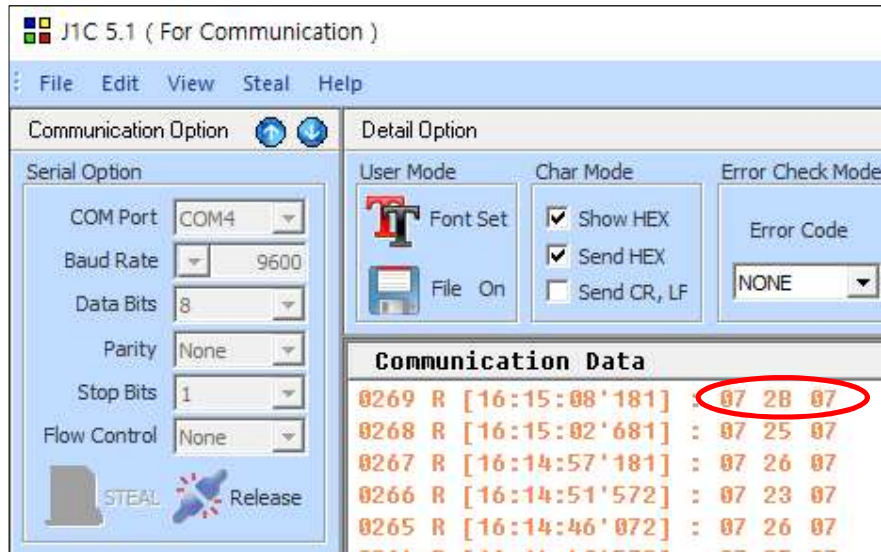 J1C 5.1 ( For Communication )
File Edit View Steal Help
Communication Option
Serial Option
COM Port COM4
Baud Rate 9600
Data Bits 8
Parity None
Stop Bits 1
Flow Control None
STEAL Release
Detail Option
User Mode
Font Set
File On
Char Mode
Show HEX
Send HEX
Send CR, LF
Error Check Mode
Error Code
NONE
Communication Data
0269 R [16:15:08'181] : 07 2B 07
0268 R [16:15:02'681] : 07 25 07
0267 R [16:14:57'181] : 07 26 07
0266 R [16:14:51'572] : 07 23 07
0265 R [16:14:46'072] : 07 26 07